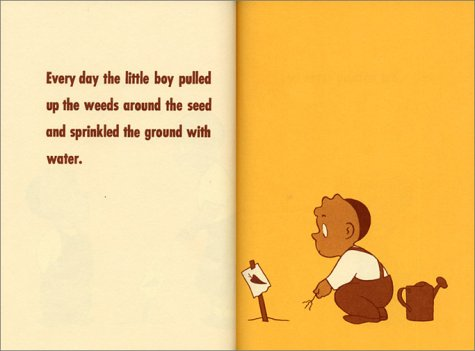 Every day the little boy pulled
up the weeds around the seed
and sprinkled the ground with
water.